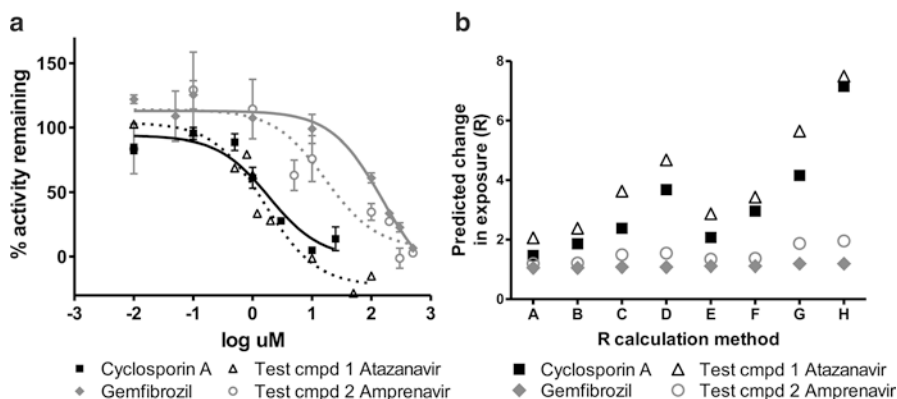 a
150
100
50
0
% activity remaining
-3
-2
-1
0
1
2
3
log uM
Cyclosporin A
Test cmpd 1 Atazanavir
Gemfibrozil
Test cmpd 2 Amprenavir
b
8
6
4
2
0
Predicted change
in exposure (R)
A
B
C
D
E
F
G
H
R calculation method
Cyclosporin A
Test cmpd 1 Atazanavir
Gemfibrozil
Test cmpd 2 Amprenavir